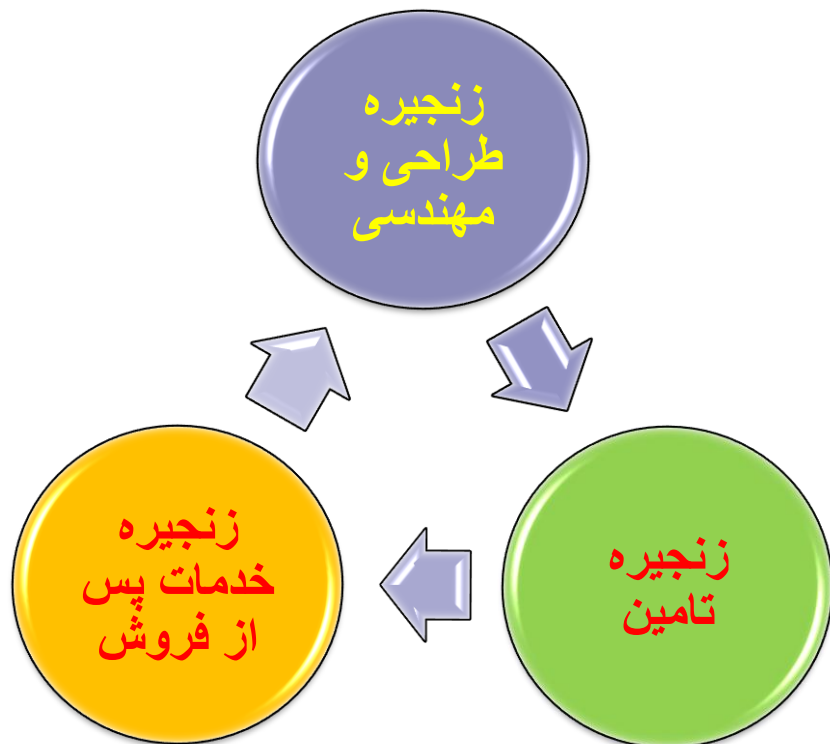 زنجیره
طراحی و
مهندسی
زنجیره
تامین
زنجیره
خدمات پس
از فروش